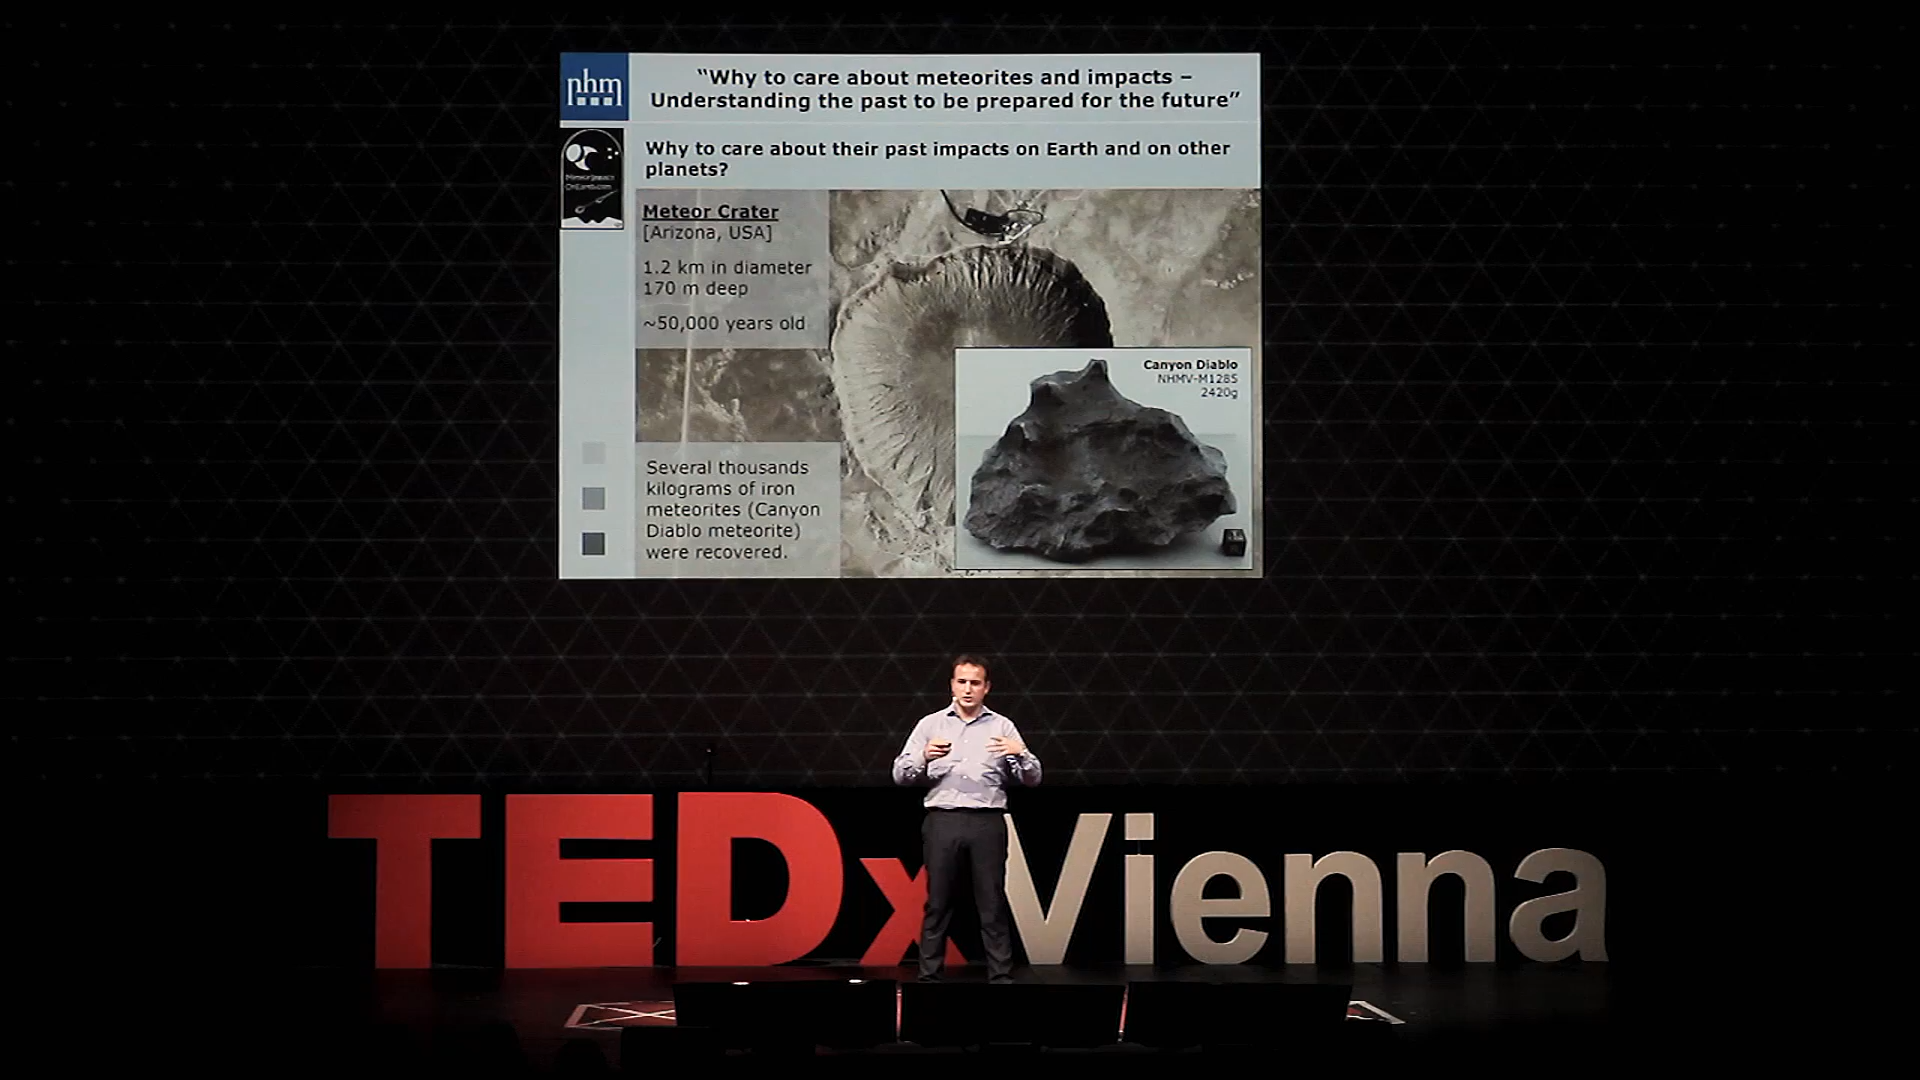 nhm
“Why to care about meteorites and impacts –
Understanding the past to be prepared for the future”
Why to care about their past impacts on Earth and on other
planets?
Meteor Crater
[Arizona, USA]
1.2 km in diameter
170 m deep
~50,000 years old
Canyon Diablo
NHMV-M1285
2420g
Several thousands
kilograms of iron
meteorites (Canyon
Diablo meteorite)
were recovered.
TEDxVienna